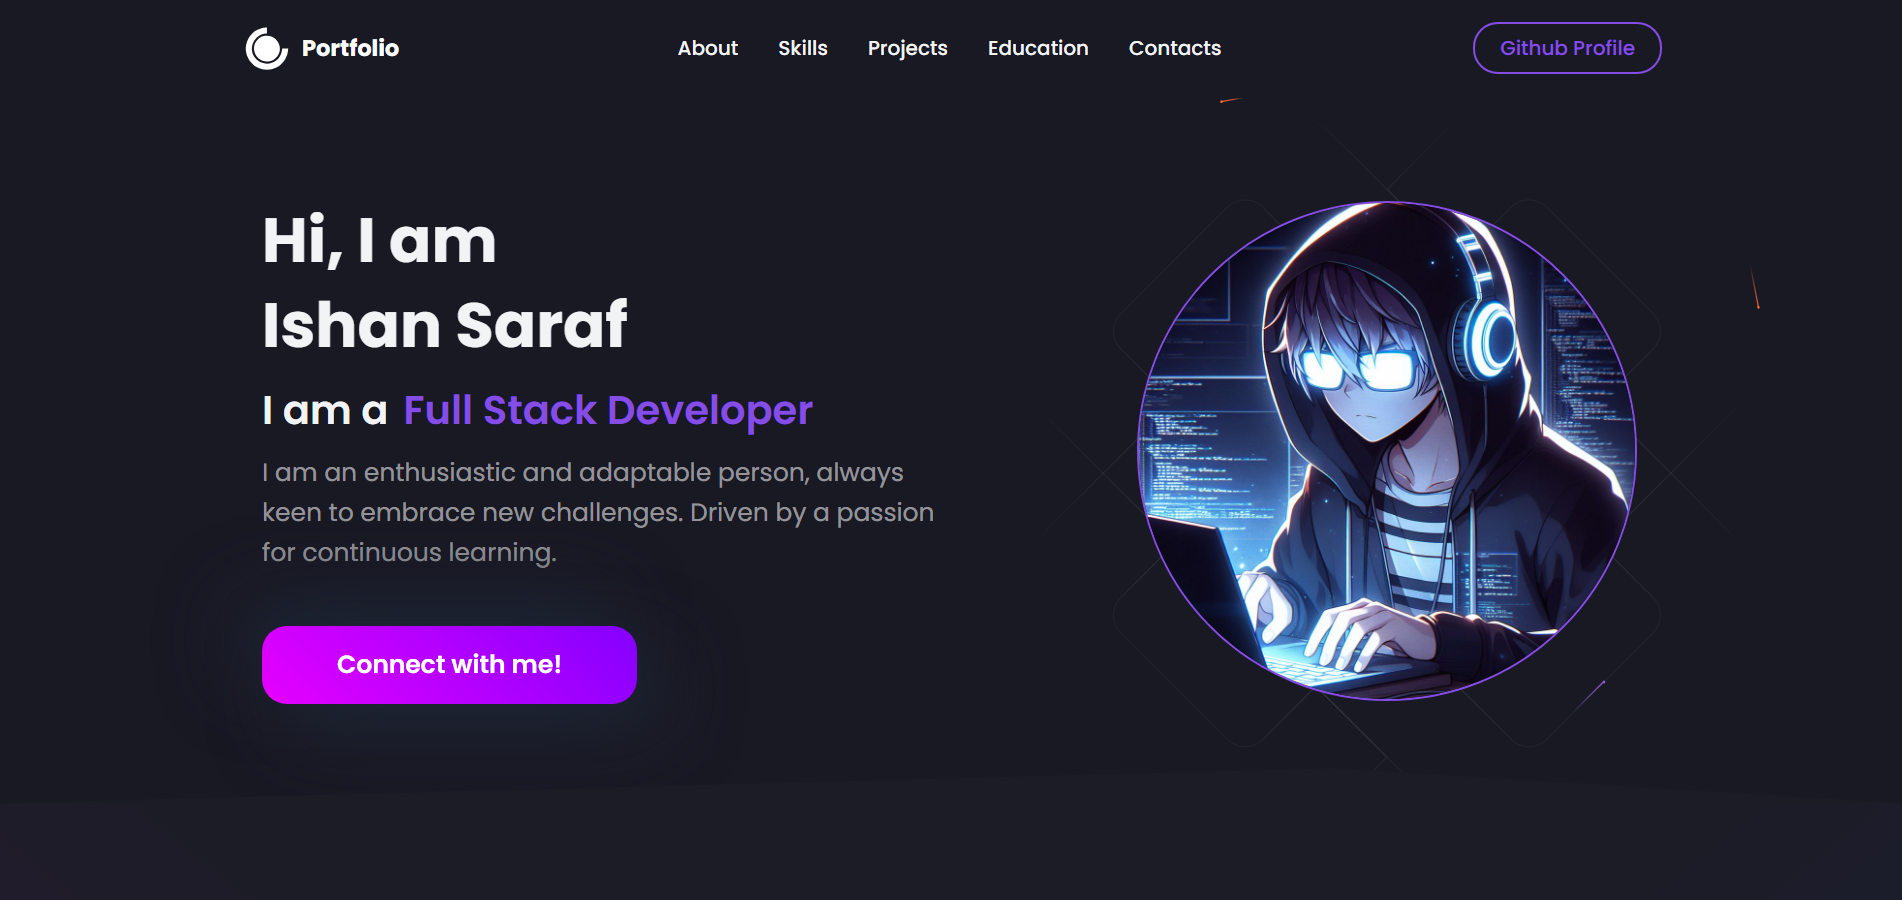 Portfolio
About
Skills
Projects
Education
Contacts
Github Profile
Hi, I am
Ishan Saraf
I am a Full Stack Developer
I am an enthusiastic and adaptable person, always
keen to embrace new challenges. Driven by a passion
for continuous learning.
Connect with me!